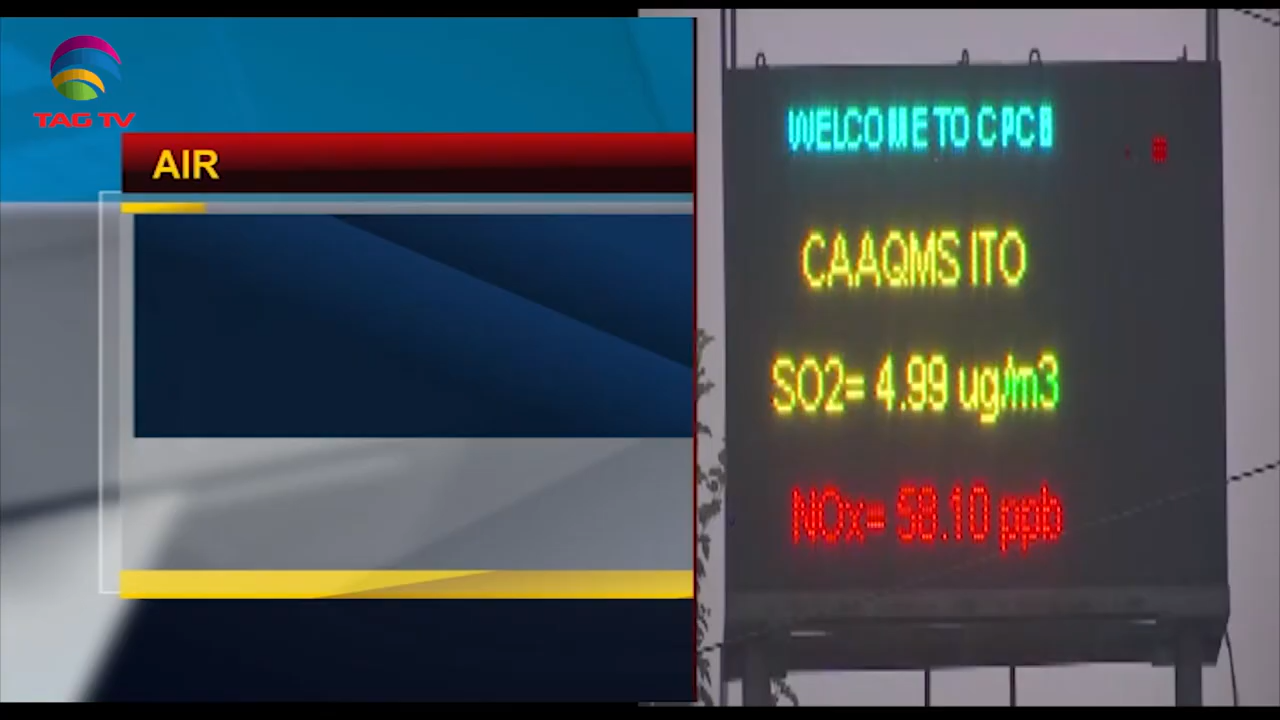 TAG TV
AIR
WELCOME TO CPCB
CAAQMS ITO
SO2= 4.99 ug/m3
NOx= 58.10 ppb